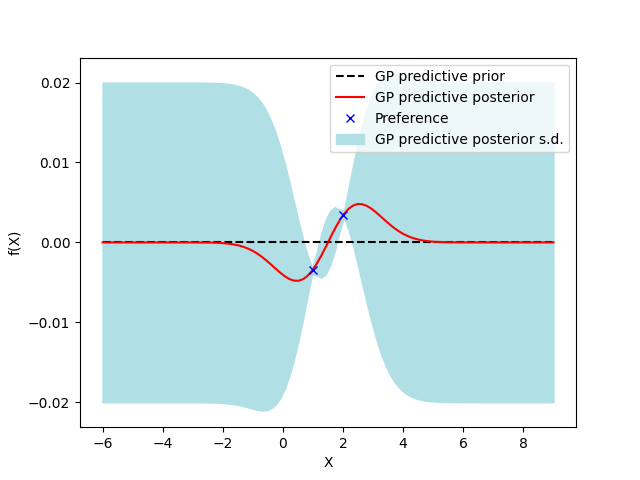 GP predictive prior
GP predictive posterior
Preference
GP predictive posterior s.d.
0.02
0.01
0.00
−0.01
−0.02
f(X)
−6
−4
−2
0
2
4
6
8
X